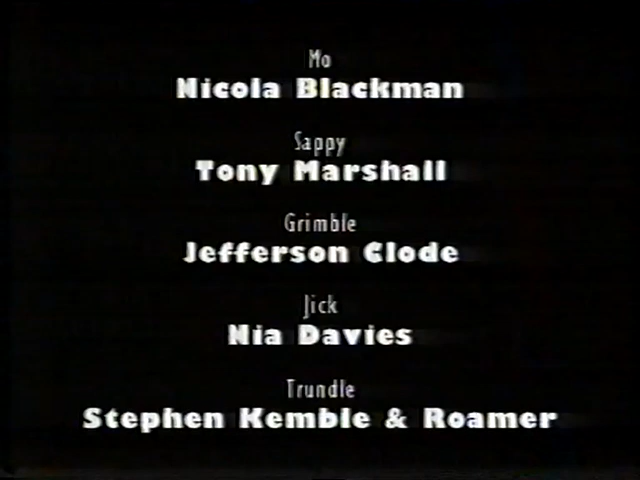 Mo
Nicola Blackman
Sappy
Tony Marshall
Grimble
Jefferson Clode
Jick
Nia Davies
Trundle
Stephen Kemble & Roamer